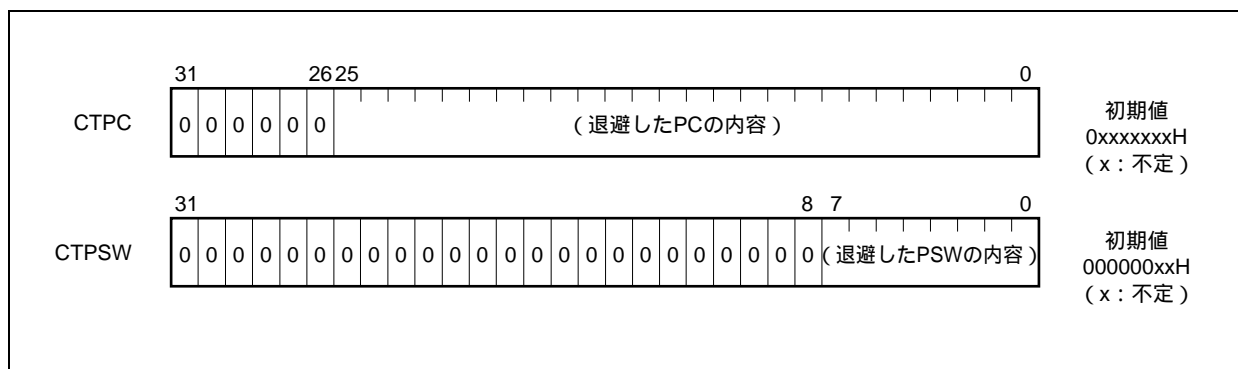 31 26 25 0
CTPC 0 0 0 0 0 0 (退避したPCの内容) 初期値
0xxxxxxxH
(x:不定)
31 8 7 0
CTPSW 0 0 0 0 0 0 0 0 0 0 0 0 0 0 0 0 0 0 0 0 0 0 0 0 (退避したPSWの内容) 初期値
000000xxH
(x:不定)